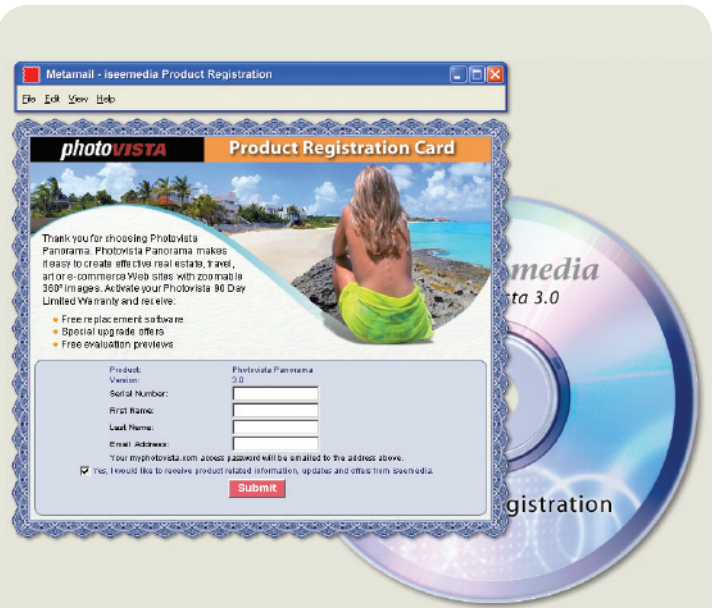 Metamail - iseemedia Product Registration
File Edit View Help
photoVISTA
Product Registration Card
Thank you for choosing Photovista
Panorama. Photovista Panorama makes
it easy to create effective real estate, travel,
art or e-commerce Web sites with zoomable
360º images. Activate your Photovista 90 Day
Limited Warranty and receive:
• Free replacement software
• Special upgrade offers
• Free evaluation previews
Product: Photovista Panorama
Version: 3.0
Serial Number:
First Name:
Last Name:
Email Address:
Your myphotovista.com access password will be emailed to the address above.
Yes, I would like to receive product related information, updates and offers from iseemedia.
Submit
media
ta 3.0
gistration